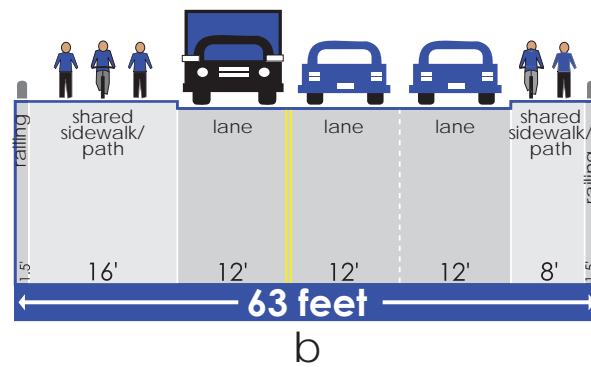 railing
shared
sidewalk/
path
lane
lane
lane
shared
sidewalk/
path
railing
1.5'
16'
12'
12'
12'
8'
1.5'
63 feet
b